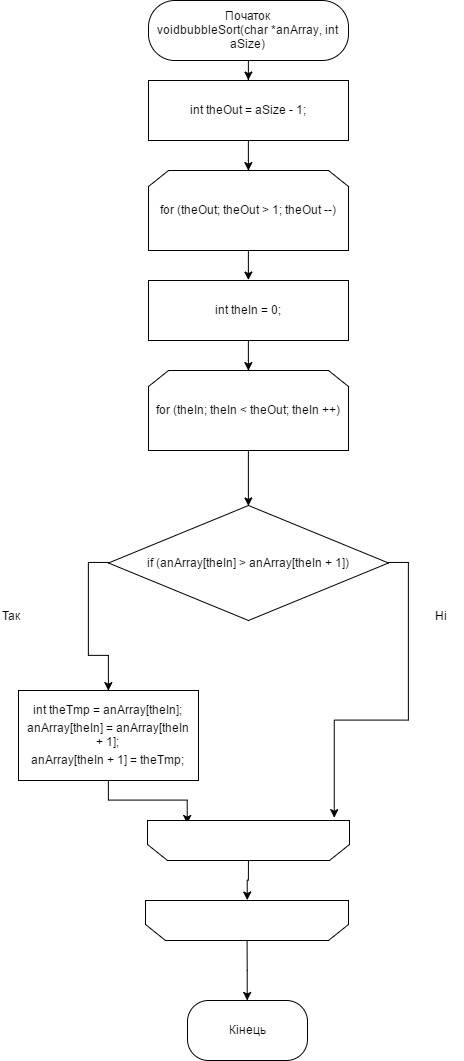 Початок
voidbubbleSort(char *anArray, int
aSize)
int theOut = aSize - 1;
for (theOut; theOut > 1; theOut --)
int theIn = 0;
for (theIn; theIn < theOut; theIn ++)
if (anArray[theIn] > anArray[theIn + 1])
Так
Ні
int theTmp = anArray[theIn];
anArray[theIn] = anArray[theIn
+ 1];
anArray[theIn + 1] = theTmp;
Кінець